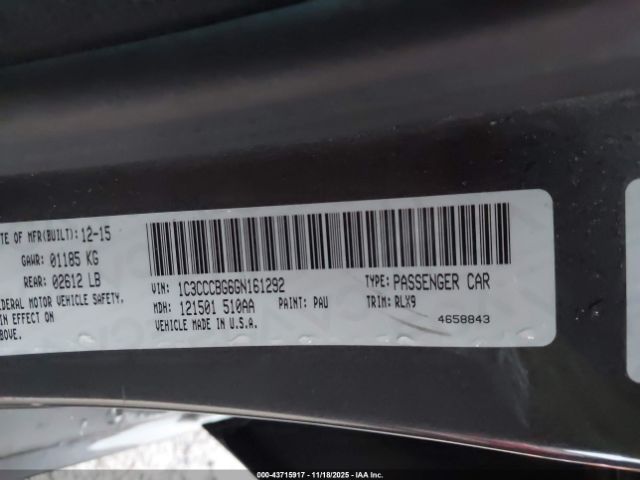 TE OF MFR(BUILT): 12-15
GAWR: 01185 KG
REAR: 02612 LB
EDERAL MOTOR VEHICLE SAFETY,
IN EFFECT ON
ABOVE.
VIN: 1C3CCCBG6GN161292
TYPE: PASSENGER CAR
MDH: 121501 510AA
PAINT: PAU
TRIM: RLX9
VEHICLE MADE IN U.S.A.
4658843
000-43715917 - 11/18/2025 - IAA Inc.